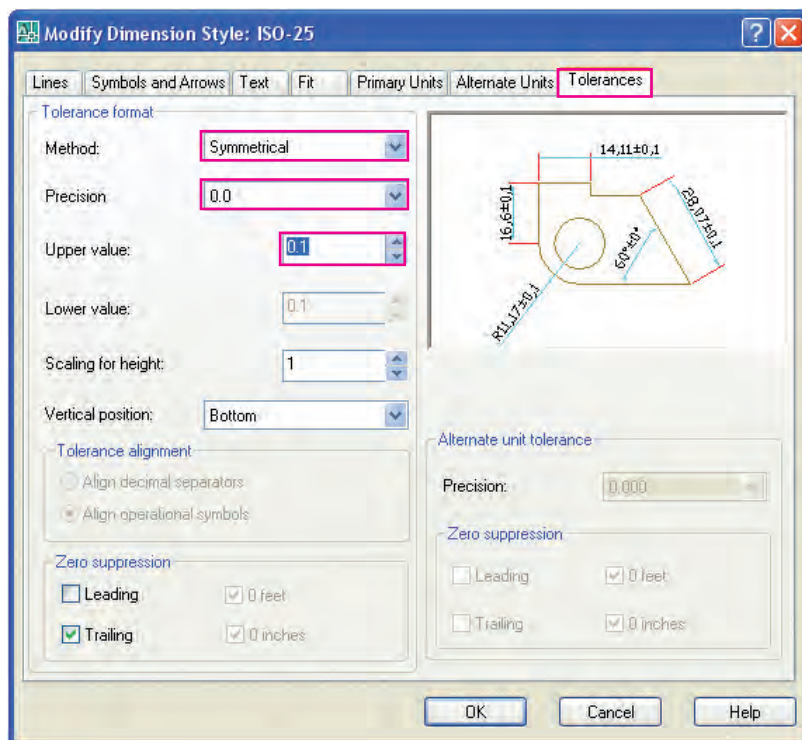 Modify Dimension Style: ISO-25
Lines Symbols and Arrows Text Fit Primary Units Alternate Units Tolerances
Tolerance format
Method: Symmetrical
Precision 0.0
Upper value: 0.1
Lower value: 0.1
Scaling for height: 1
Vertical position: Bottom
Tolerance alignment
Align decimal separators
Align operational symbols
Zero suppression
Leading 0 feet
Trailing 0 inches
14,11±0,1
16,6±0,1
28,07±0,1
60°±0°
R11,17±0,1
Alternate unit tolerance
Precision: 0.000
Zero suppression
Leading 0 feet
Trailing 0 inches
OK Cancel Help